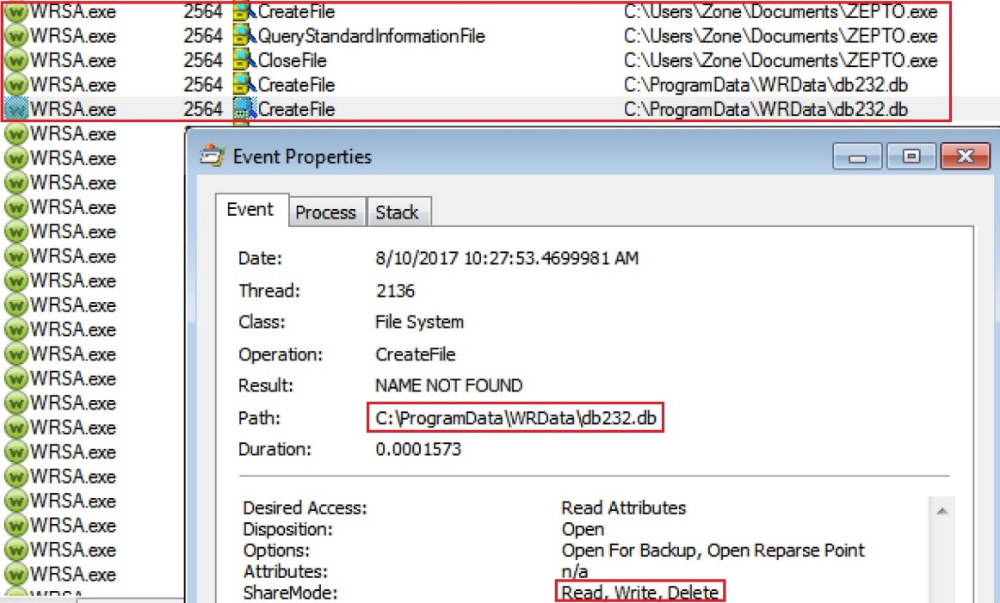 WRSA.exe 2564 CreateFile C:\Users\Zone\Documents\ZEPTO.exe
WRSA.exe 2564 QueryStandardInformationFile C:\Users\Zone\Documents\ZEPTO.exe
WRSA.exe 2564 CloseFile C:\Users\Zone\Documents\ZEPTO.exe
WRSA.exe 2564 CreateFile C:\ProgramData\WRData\db232.db
WRSA.exe 2564 CreateFile C:\ProgramData\WRData\db232.db
WRSA.exe
WRSA.exe Event Properties
WRSA.exe
WRSA.exe Event Process Stack
WRSA.exe
WRSA.exe Date: 8/10/2017 10:27:53.4699981 AM
WRSA.exe Thread: 2136
WRSA.exe Class: File System
WRSA.exe
WRSA.exe Operation: CreateFile
WRSA.exe Result: NAME NOT FOUND
WRSA.exe Path: C:\ProgramData\WRData\db232.db
WRSA.exe
WRSA.exe Duration: 0.0001573
WRSA.exe
WRSA.exe Desired Access: Read Attributes
WRSA.exe Disposition: Open
WRSA.exe Options: Open For Backup, Open Reparse Point
WRSA.exe Attributes: n/a
ShareMode: Read, Write, Delete